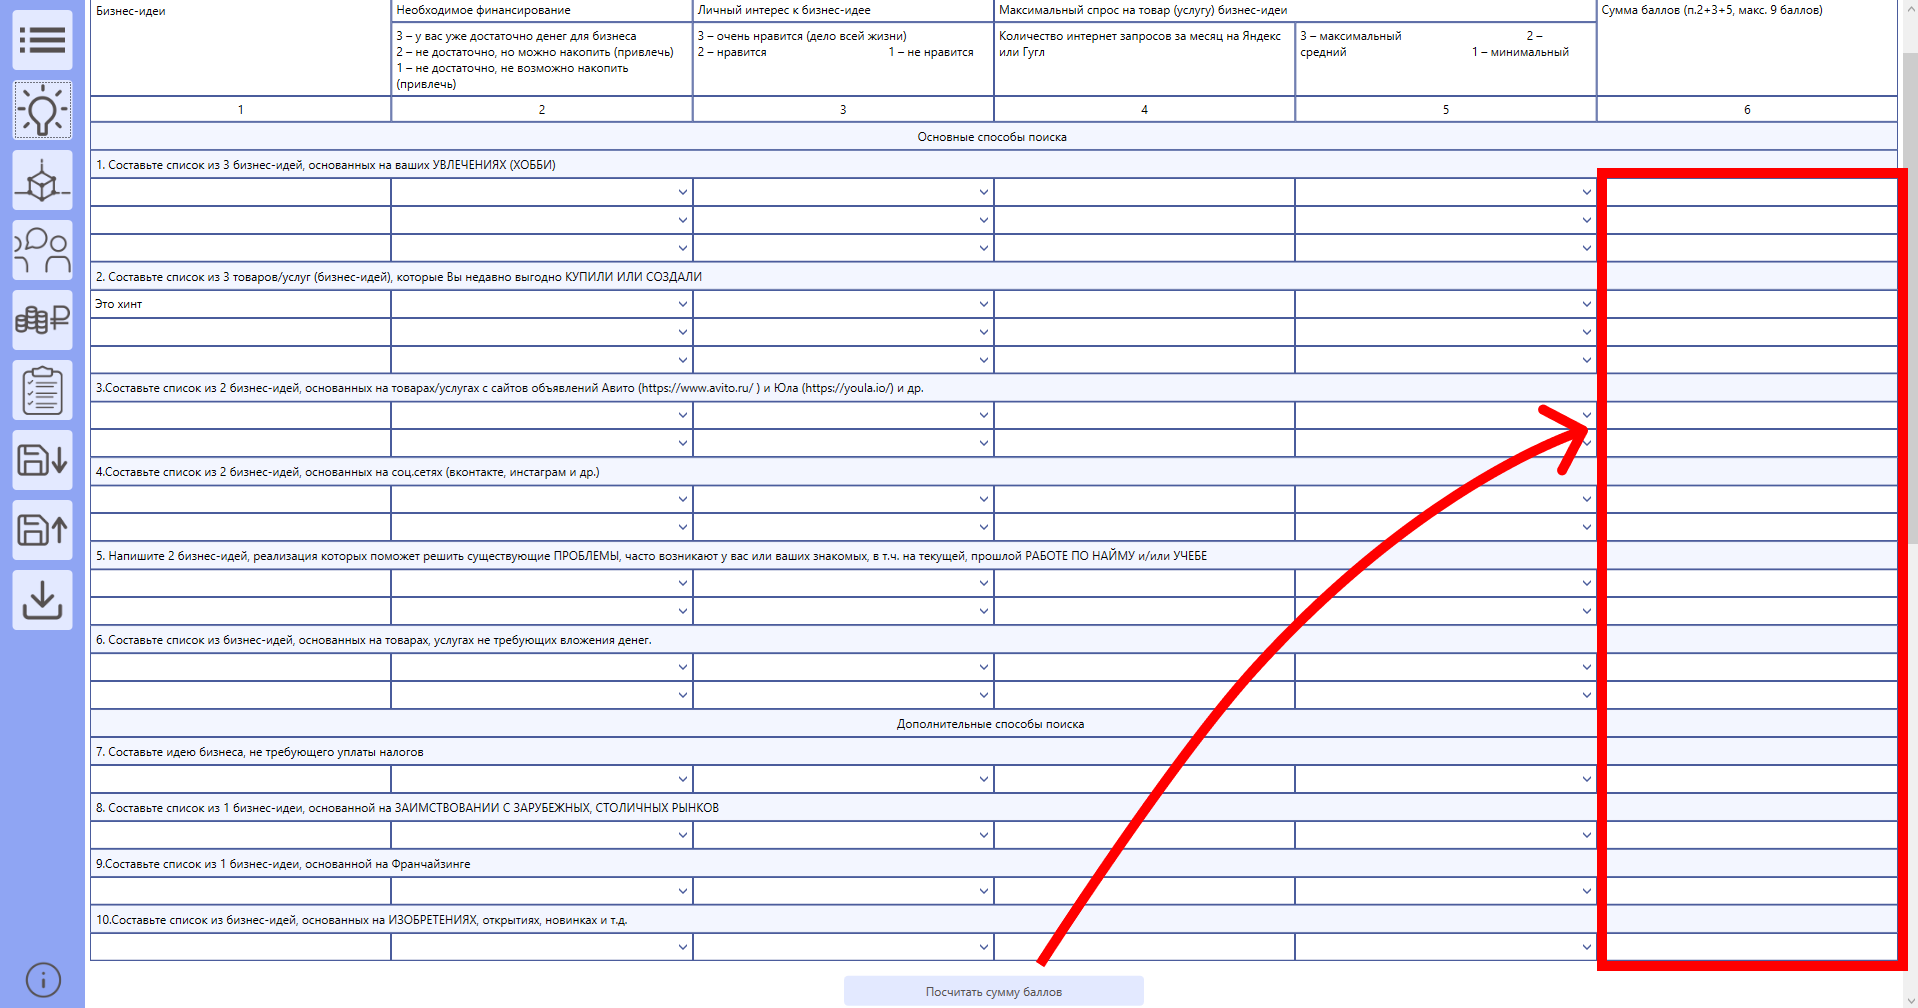 Бизнес-идеи
Необходимое финансирование
Личный интерес к бизнес-идее
Максимальный спрос на товар (услугу) бизнес-идеи
Сумма баллов (п.2+3+5, макс. 9 баллов)
3 – у вас уже достаточно денег для бизнеса
2 – не достаточно, но можно накопить (привлечь)
1 – не достаточно, не возможно накопить
(привлечь)
3 – очень нравится (дело всей жизни)
2 – нравится 1 – не нравится
Количество интернет запросов за месяц на Яндекс
или Гугл
3 – максимальный 2 –
средний 1 – минимальный
1 2 3 4 5 6
Основные способы поиска
1. Составьте список из 3 бизнес-идей, основанных на ваших УВЛЕЧЕНИЯХ (ХОББИ)
2. Составьте список из 3 товаров/услуг (бизнес-идей), которые Вы недавно выгодно КУПИЛИ ИЛИ СОЗДАЛИ
Это хинт
3.Составьте список из 2 бизнес-идей, основанных на товарах/услугах с сайтов объявлений Авито (https://www.avito.ru/ ) и Юла (https://youla.io/) и др.
4.Составьте список из 2 бизнес-идей, основанных на соц.сетях (вконтакте, инстаграм и др.)
5. Напишите 2 бизнес-идей, реализация которых поможет решить существующие ПРОБЛЕМЫ, часто возникают у вас или ваших знакомых, в т.ч. на текущей, прошлой РАБОТЕ ПО НАЙМУ и/или УЧЕБЕ
6. Составьте список из бизнес-идей, основанных на товарах, услугах не требующих вложения денег.
Дополнительные способы поиска
7. Составьте идею бизнеса, не требующего уплаты налогов
8. Составьте список из 1 бизнес-идеи, основанной на ЗАИМСТВОВАНИИ С ЗАРУБЕЖНЫХ, СТОЛИЧНЫХ РЫНКОВ
9.Составьте список из 1 бизнес-идеи, основанной на Франчайзинге
10.Составьте список из бизнес-идей, основанных на ИЗОБРЕТЕНИЯХ, открытиях, новинках и т.д.
Посчитать сумму баллов